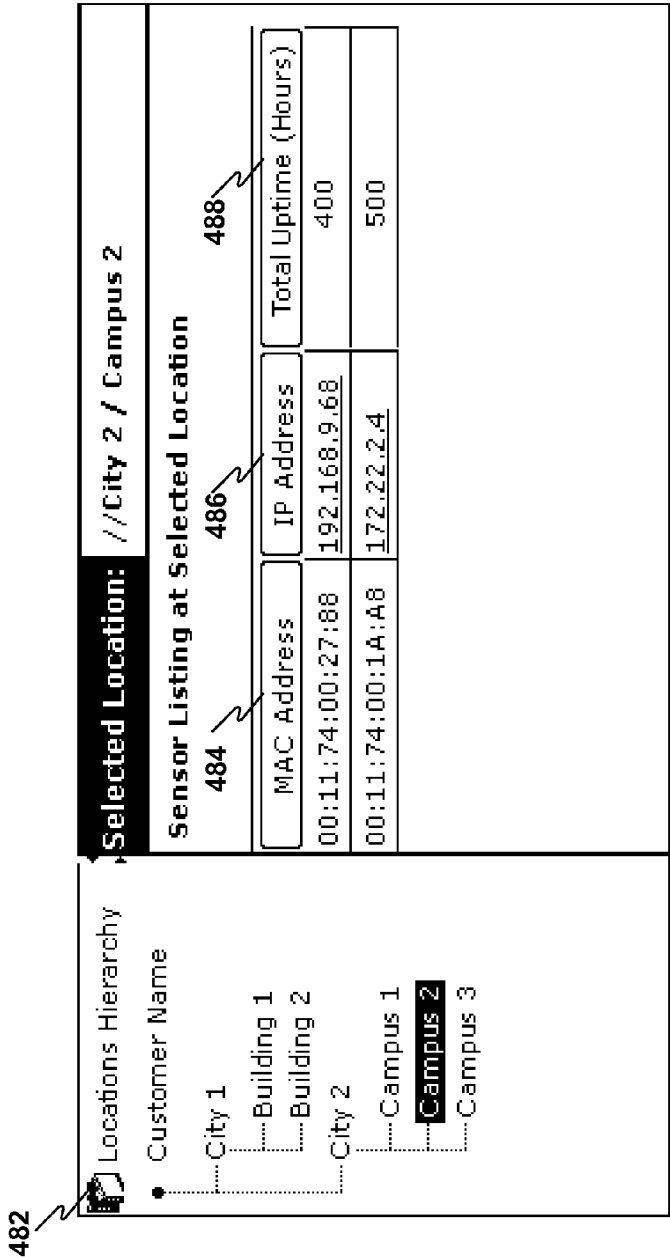 482
Locations Hierarchy
Customer Name
City 1
Building 1
Building 2
City 2
Campus 1
Campus 2
Campus 3
Selected Location: //City 2 / Campus 2
Sensor Listing at Selected Location
484 486 488
MAC Address IP Address Total Uptime (Hours)
00:11:74:00:27:88 192.168.9.68 400
00:11:74:00:1A:A8 172.22.2.4 500